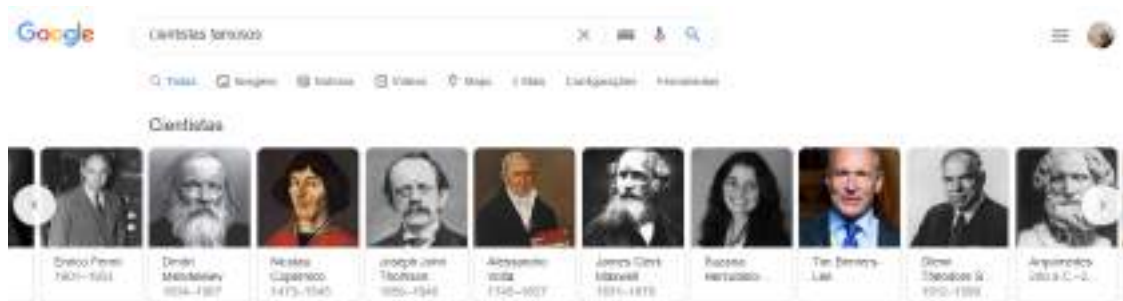 Google
cientistas famosos
Todas Imagens Notícias Vídeos Maps Mais Configurações Ferramentas
Cientistas
Enrico Fermi
1901–1954
Dmitri
Mendeleiev
1834–1907
Nicolau
Copérnico
1473–1543
Joseph John
Thomson
1856–1940
Alessandro
Volta
1745–1827
James Clerk
Maxwell
1831–1879
Suzana
Herculano-...
Tim Berners-
Lee
Glenn
Theodore S.
1912–1999
Arquimedes